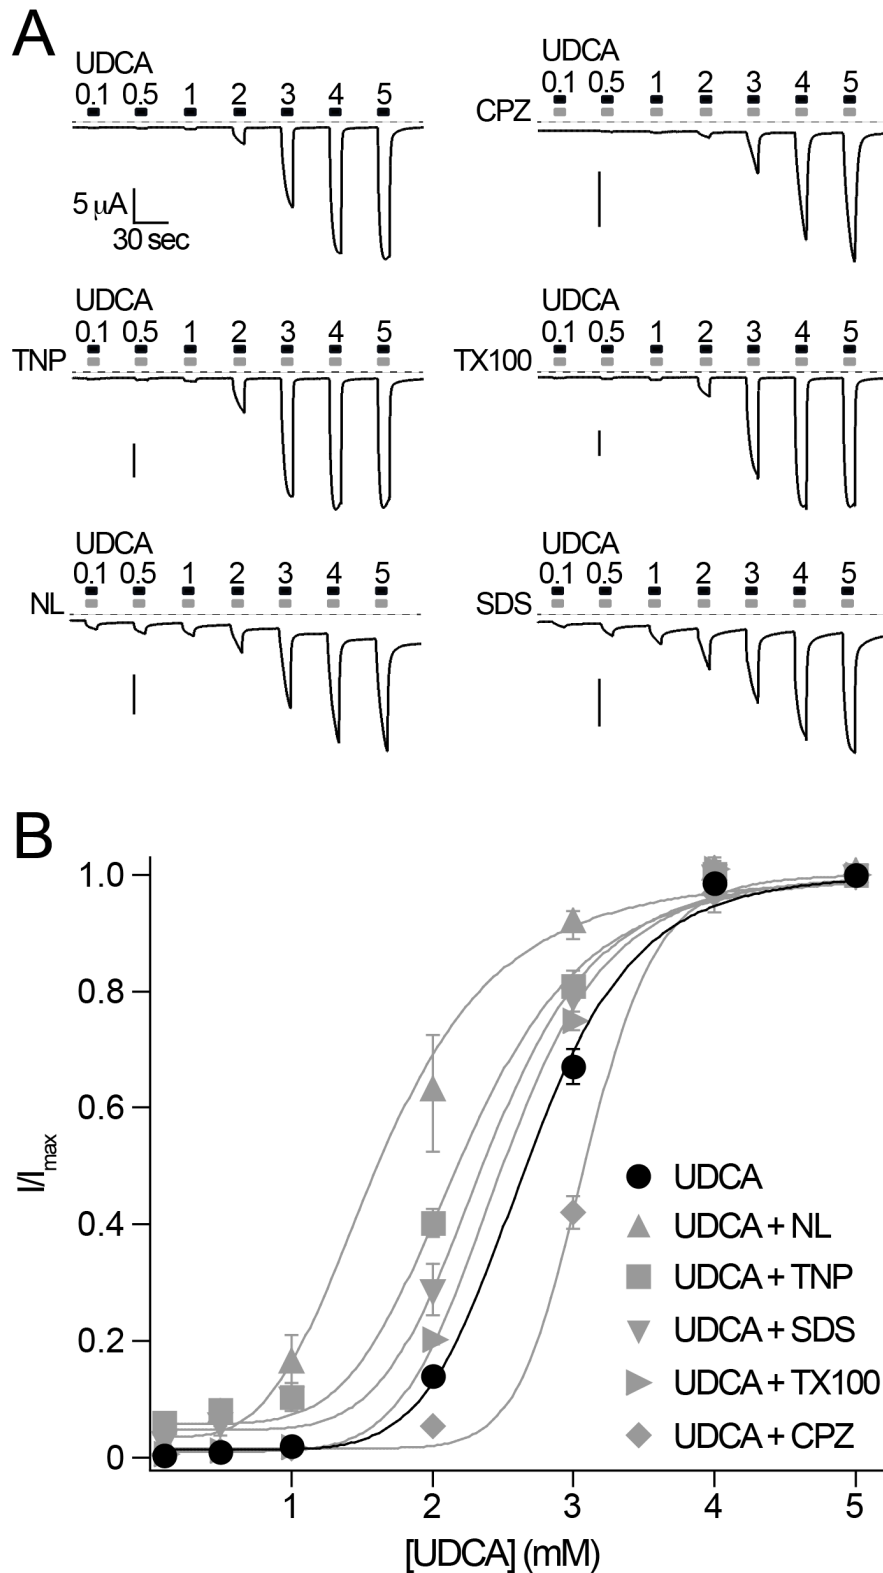 A
UDCA
0.1 0.5 1 2 3 4 5
5 μA
30 sec
UDCA
0.1 0.5 1 2 3 4 5
CPZ
UDCA
0.1 0.5 1 2 3 4 5
TNP
UDCA
0.1 0.5 1 2 3 4 5
TX100
UDCA
0.1 0.5 1 2 3 4 5
NL
UDCA
0.1 0.5 1 2 3 4 5
SDS
B
1.0
0.8
0.6
0.4
0.2
0
I/Imax
UDCA
UDCA + NL
UDCA + TNP
UDCA + SDS
UDCA + TX100
UDCA + CPZ
1 2 3 4 5
[UDCA] (mM)